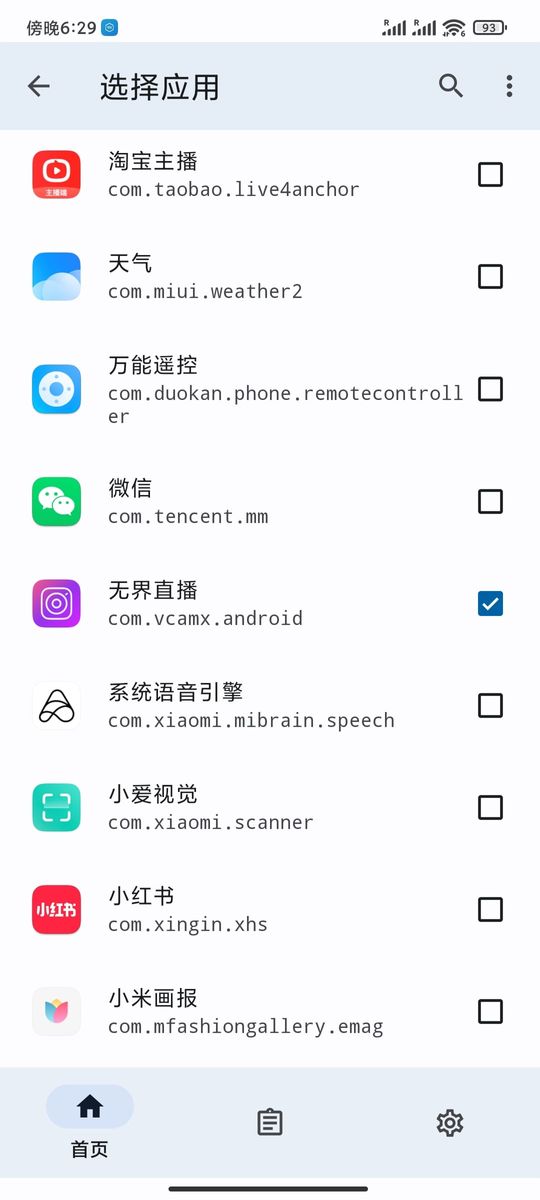 傍晚6:29
R
R
6
93
选择应用
淘宝主播
com.taobao.live4anchor
主播端
天气
com.miui.weather2
万能遥控
com.duokan.phone.remotecontroll
er
微信
com.tencent.mm
无界直播
com.vcamx.android
系统语音引擎
com.xiaomi.mibrain.speech
小爱视觉
com.xiaomi.scanner
小红书
小红书
com.xingin.xhs
小米画报
com.mfashiongallery.emag
首页